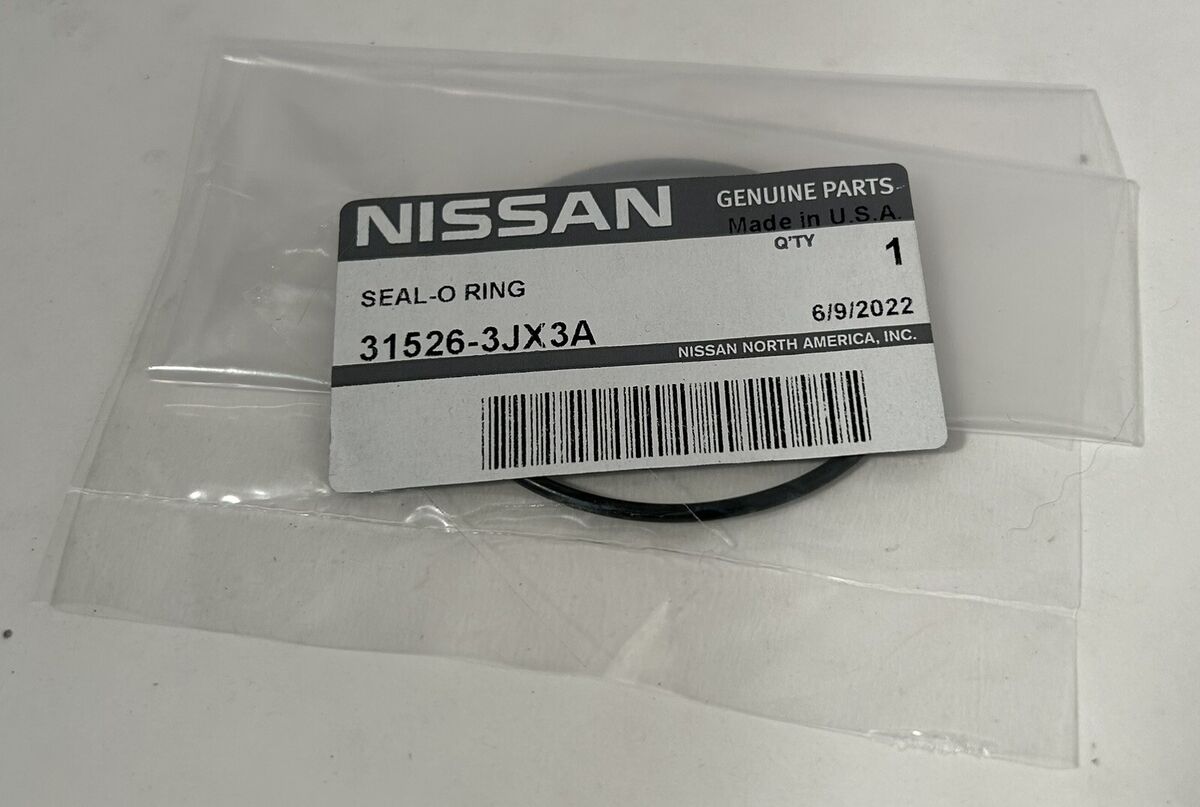 NISSAN
GENUINE PARTS
Made in U.S.A.
Q'TY 1
SEAL-O RING
6/9/2022
31526-3JX3A
NISSAN NORTH AMERICA, INC.